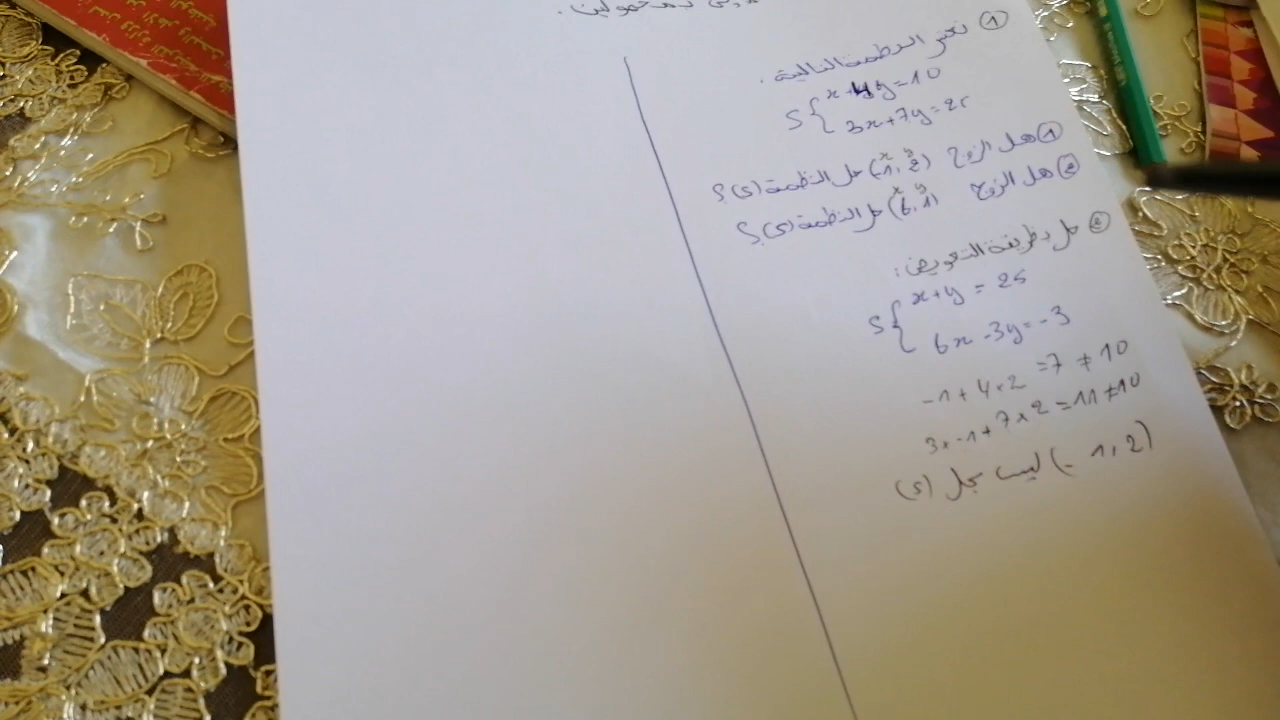 ① نعتبر النظمة التالية.
S{ x+4y=10
3x+7y=25
① هل الزوج (-1,2) حل النظمة (S)؟
② هل الزوج (6,1) حل النظمة (S)؟
② حل بطريقة التعويض:
S{ x+y = 25
6x-3y=-3
-1+4×2 =7 ≠ 10
3×-1+7×2 =11≠10
(-1,2) ليست بحل (S)